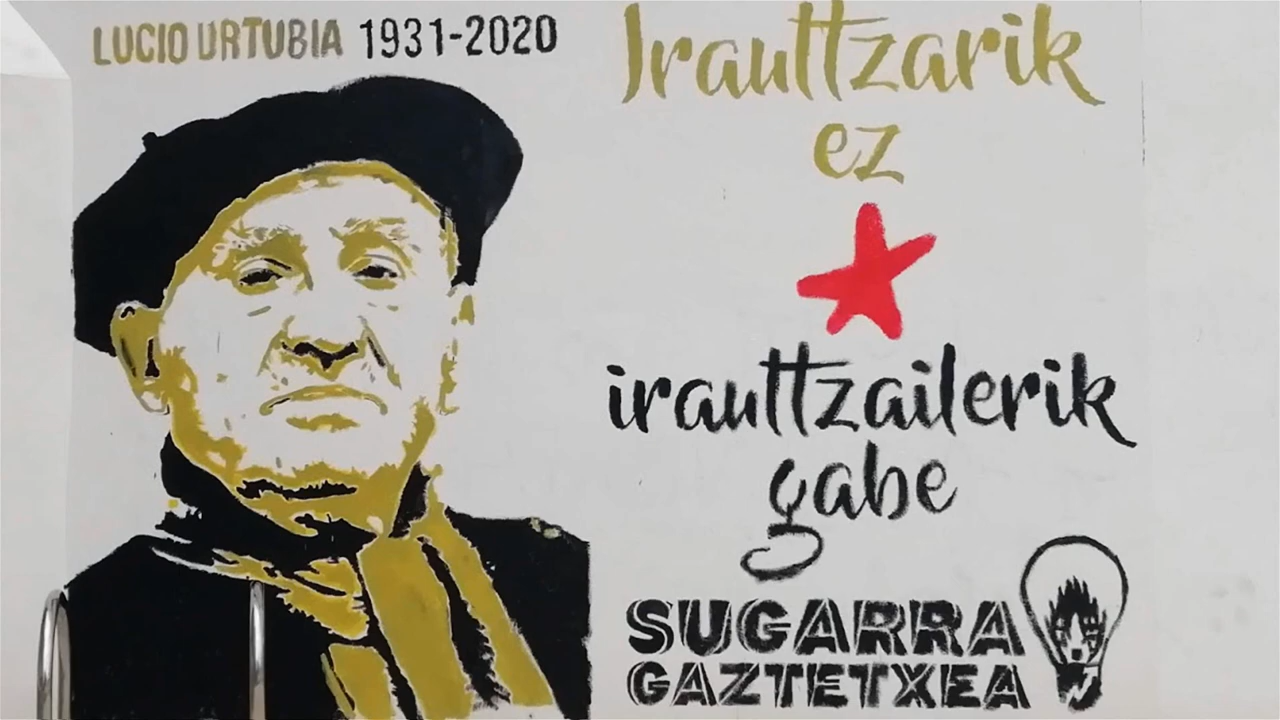 LUCIO URTUBIA 1931-2020
Iraultzarik
ez
iraultzailerik
gabe
SUGARRA
GAZTETXEA